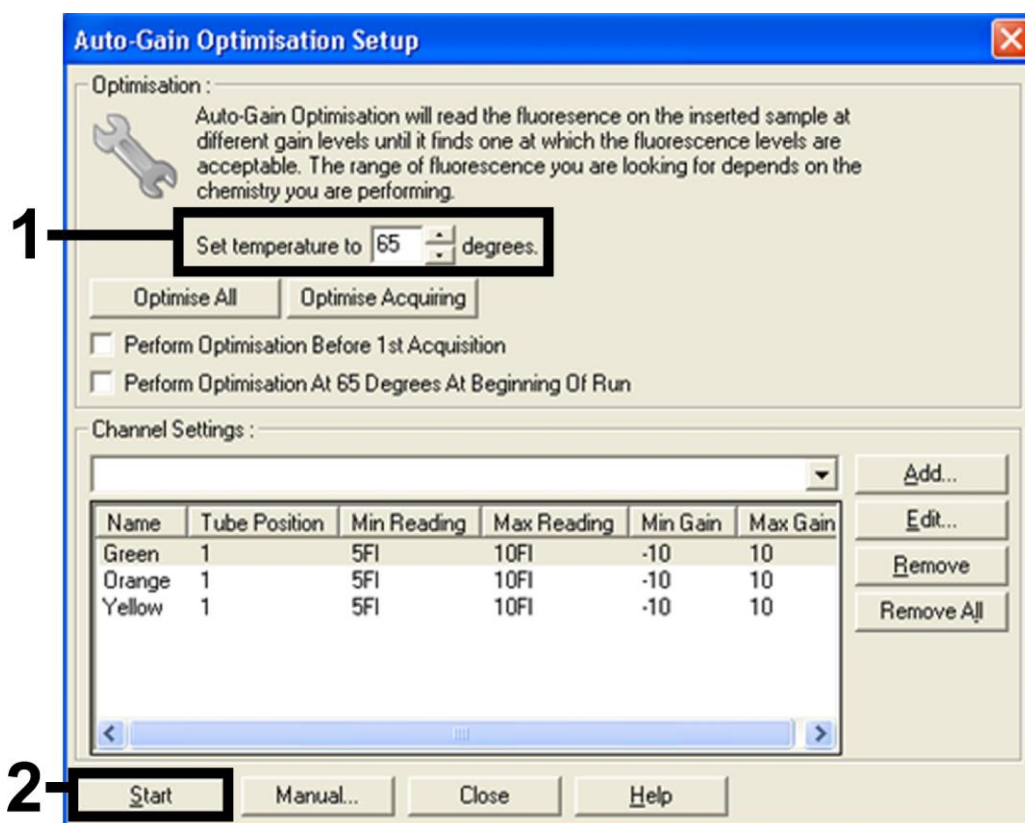 Auto-Gain Optimisation Setup
Optimisation :
Auto-Gain Optimisation will read the fluoresence on the inserted sample at
different gain levels until it finds one at which the fluorescence levels are
acceptable. The range of fluorescence you are looking for depends on the
chemistry you are performing.
1
Set temperature to 65 degrees.
Optimise All Optimise Acquiring
Perform Optimisation Before 1st Acquisition
Perform Optimisation At 65 Degrees At Beginning Of Run
Channel Settings :
Add...
Name Tube Position Min Reading Max Reading Min Gain Max Gain
Edit...
Green 1 5Fl 10Fl -10 10
Orange 1 5Fl 10Fl -10 10
Remove
Yellow 1 5Fl 10Fl -10 10
Remove All
2
Start Manual... Close Help